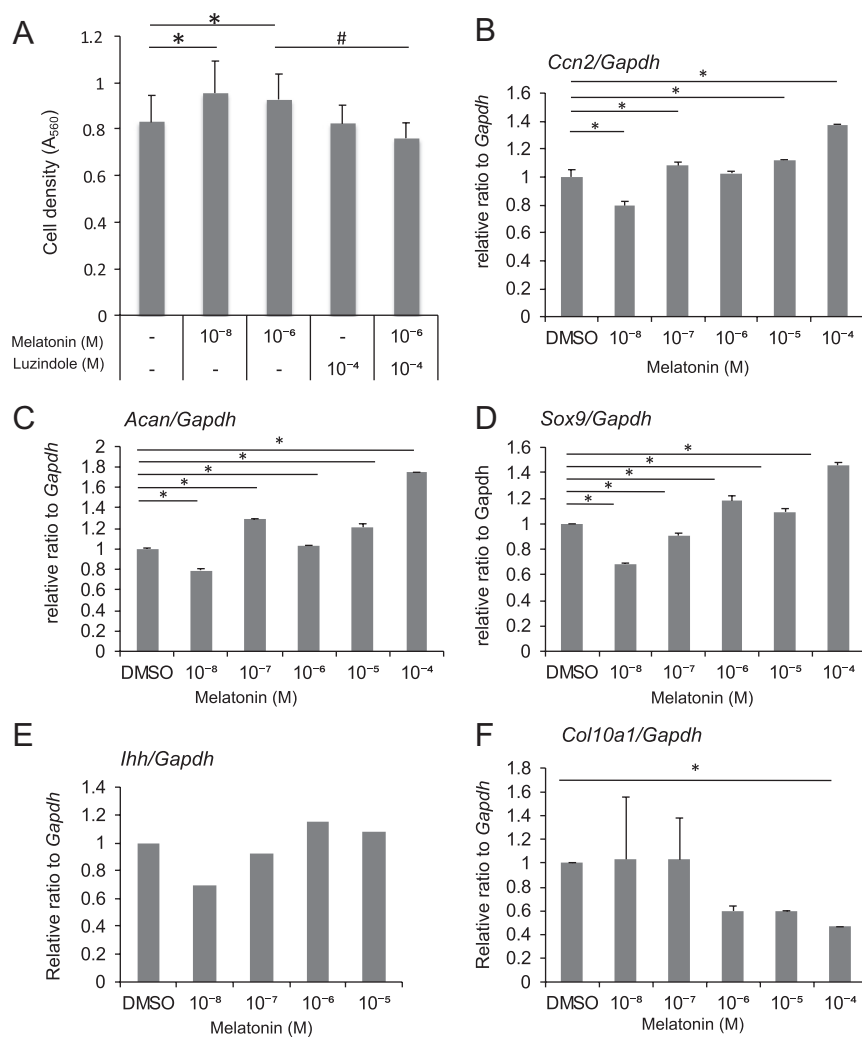 A
Cell density (A₅₆₀)
1.2
1
0.8
0.6
0.4
0.2
0
*
*
#
Melatonin (M) - 10⁻⁸ 10⁻⁶ - 10⁻⁶
Luzindole (M) - - - 10⁻⁴ 10⁻⁴
B
Ccn2/Gapdh
relative ratio to Gapdh
1.6
1.4
1.2
1
0.8
0.6
0.4
0.2
0
*
*
*
*
DMSO 10⁻⁸ 10⁻⁷ 10⁻⁶ 10⁻⁵ 10⁻⁴
Melatonin (M)
C
Acan/Gapdh
relative ratio to Gapdh
2
1.8
1.6
1.4
1.2
1
0.8
0.6
0.4
0.2
0
*
*
*
*
*
DMSO 10⁻⁸ 10⁻⁷ 10⁻⁶ 10⁻⁵ 10⁻⁴
Melatonin (M)
D
Sox9/Gapdh
relative ratio to Gapdh
1.6
1.4
1.2
1
0.8
0.6
0.4
0.2
0
*
*
*
*
*
DMSO 10⁻⁸ 10⁻⁷ 10⁻⁶ 10⁻⁵ 10⁻⁴
Melatonin (M)
E
Ihh/Gapdh
Relative ratio to Gapdh
1.4
1.2
1
0.8
0.6
0.4
0.2
0
DMSO 10⁻⁸ 10⁻⁷ 10⁻⁶ 10⁻⁵
Melatonin (M)
F
Col10a1/Gapdh
Relative ratio to Gapdh
1.8
1.6
1.4
1.2
1
0.8
0.6
0.4
0.2
0
*
DMSO 10⁻⁸ 10⁻⁷ 10⁻⁶ 10⁻⁵ 10⁻⁴
Melatonin (M)